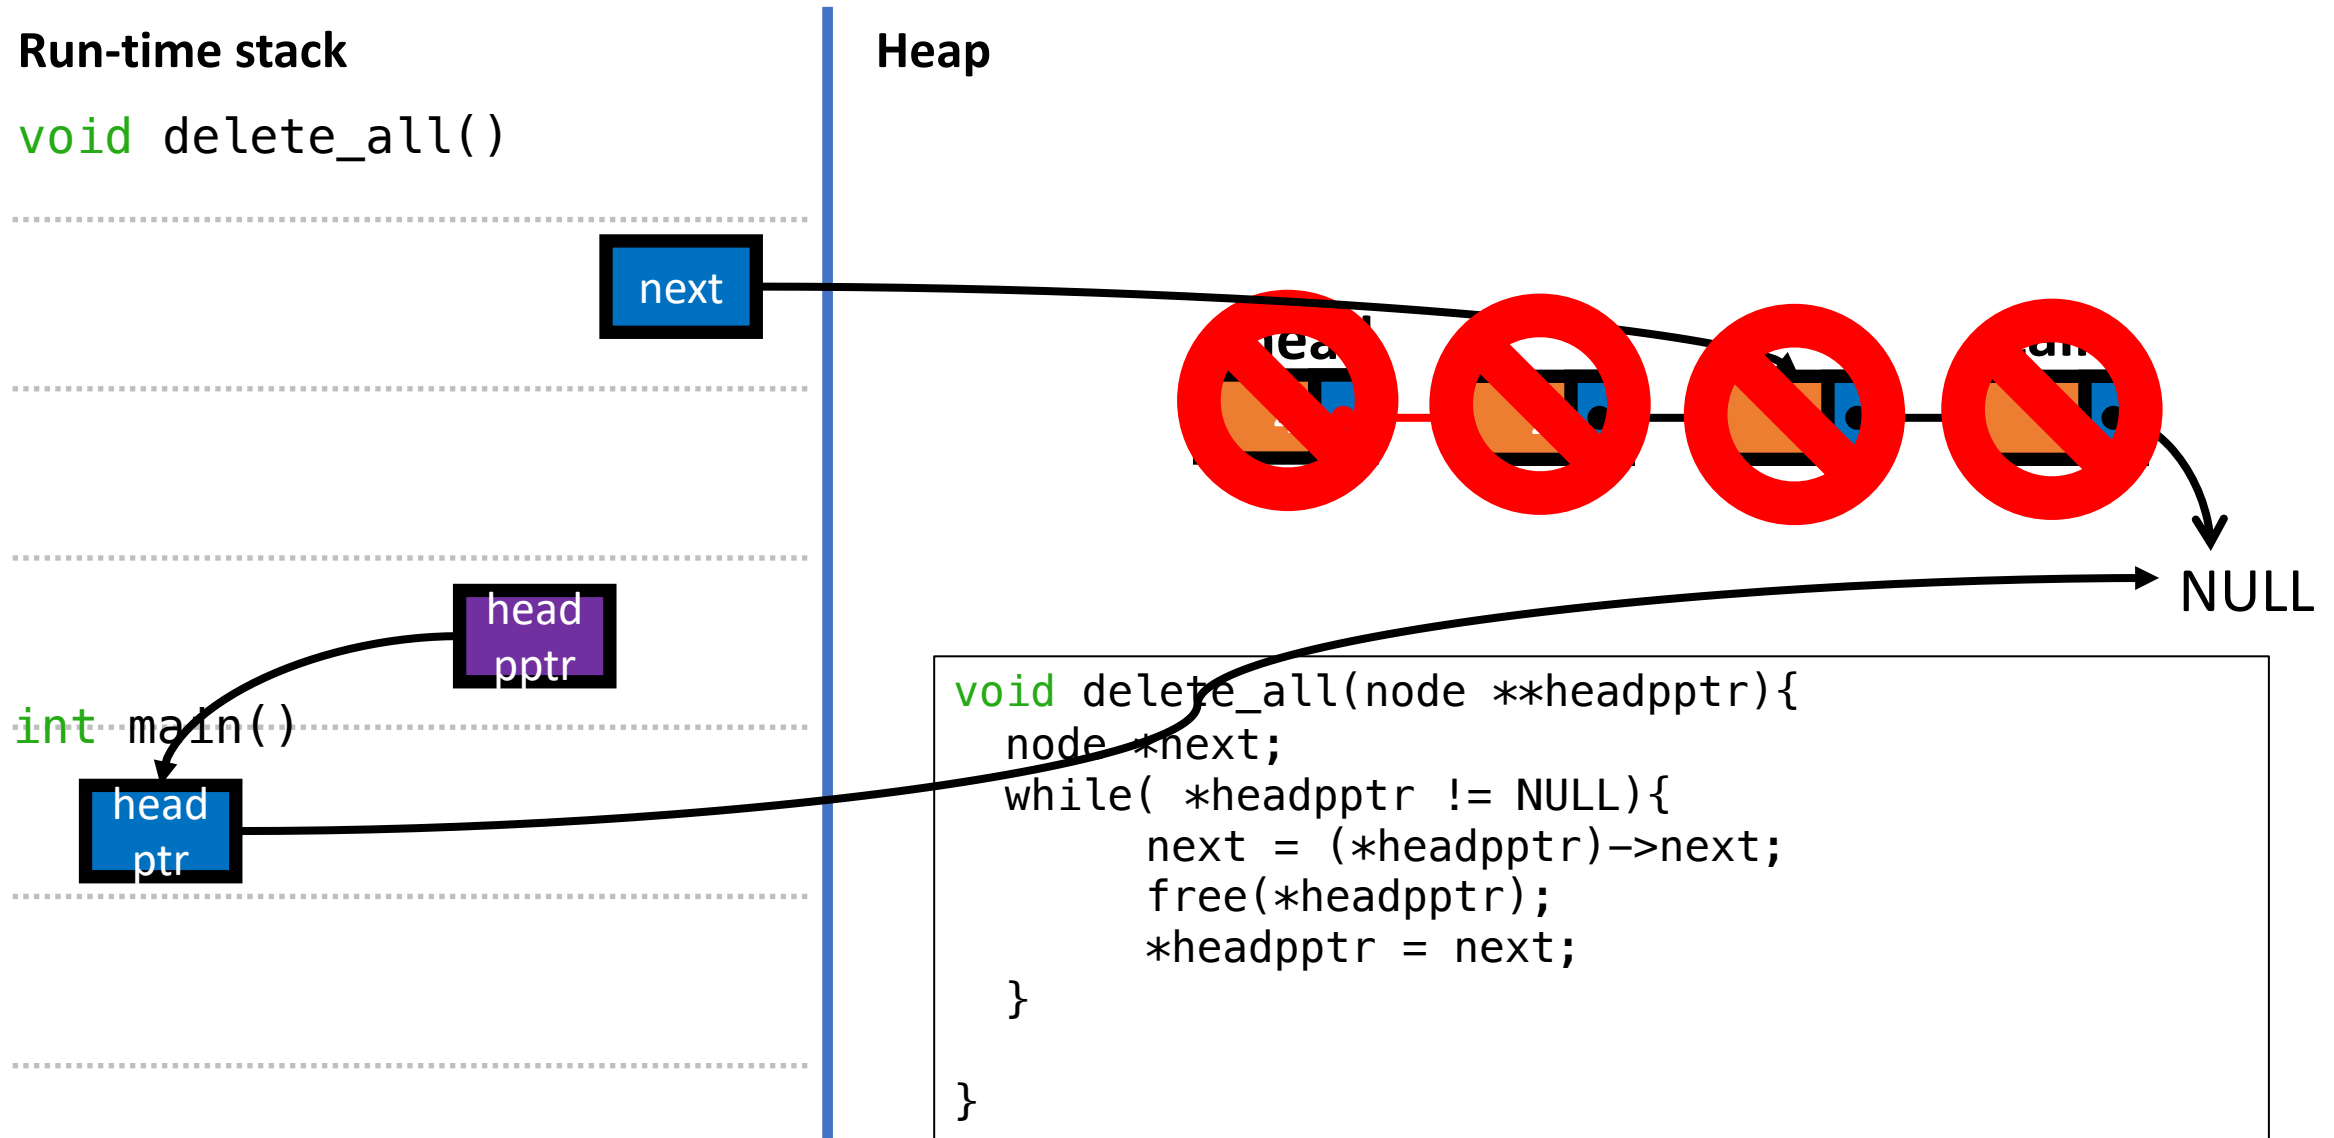 Run-time stack
Heap
void delete_all()
next
head
pptr
NULL
int main()
head
ptr
void delete_all(node **headpptr){
node *next;
while( *headpptr != NULL){
next = (*headpptr)->next;
free(*headpptr);
*headpptr = next;
}
}